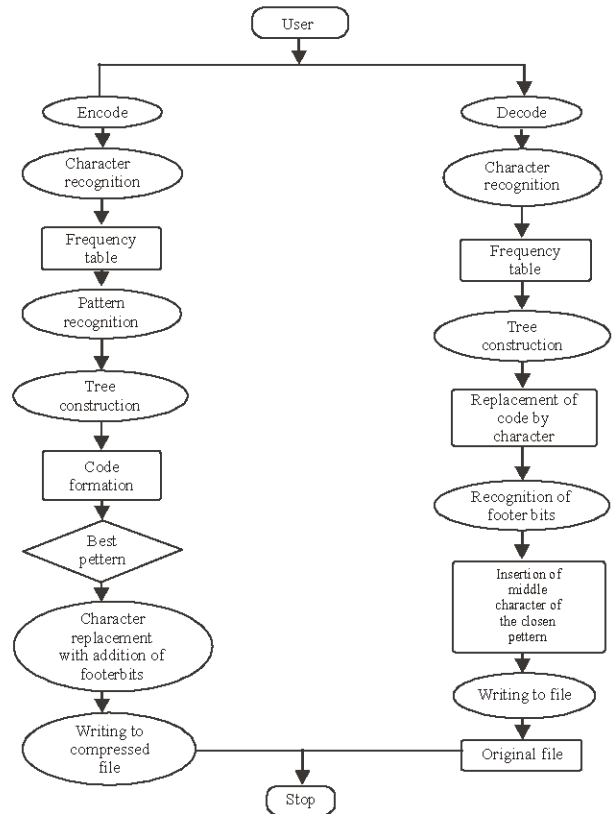 User
Encode
Character
recognition
Frequency
table
Pattern
recognition
Tree
construction
Code
formation
Best
pettern
Character
replacement
with addition of
footerbits
Writing to
compressed
file
Decode
Character
recognition
Frequency
table
Tree
construction
Replacement of
code by
character
Recognition of
footer bits
Insertion of
middle
character of
the closen
pettern
Writing to file
Original file
Stop